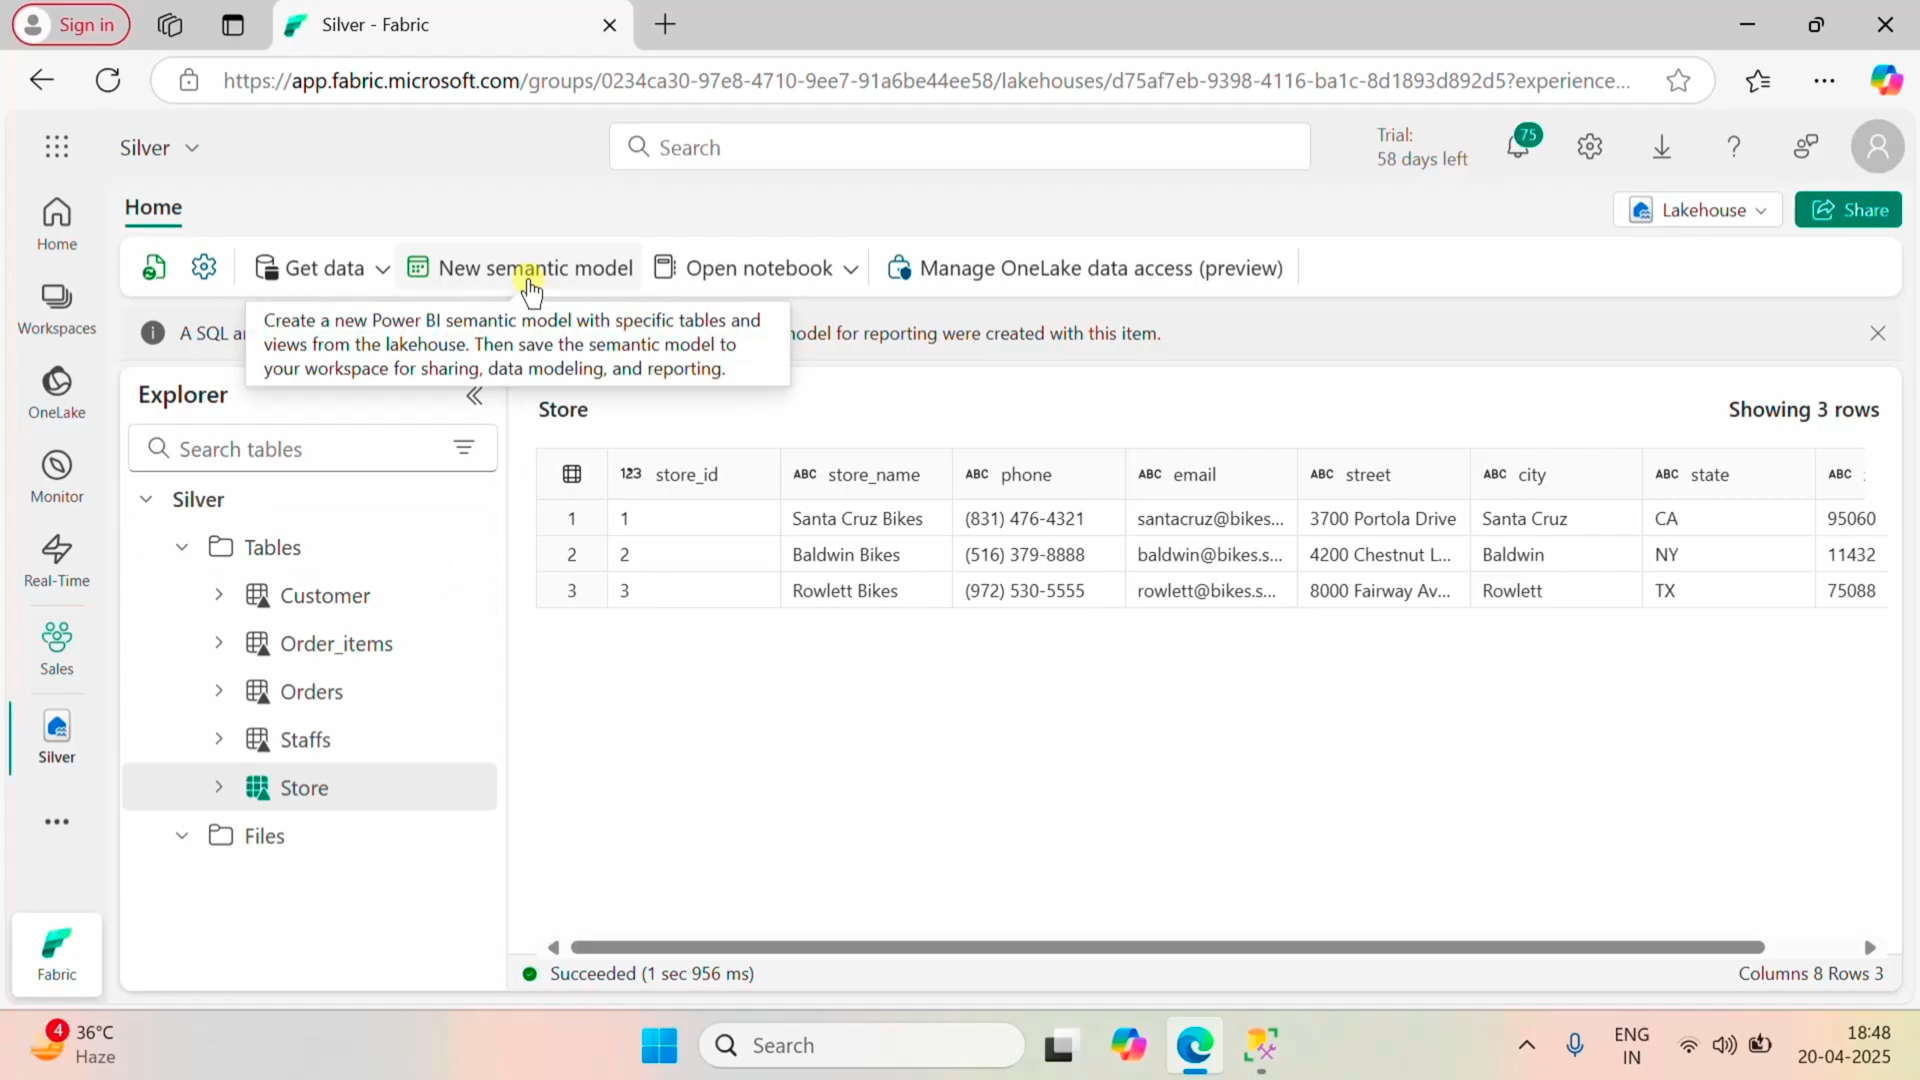 Sign in
Silver - Fabric
https://app.fabric.microsoft.com/groups/0234ca30-97e8-4710-9ee7-91a6be44ee58/lakehouses/d75af7eb-9398-4116-ba1c-8d1893d892d5?experience...
Silver
Search
Trial:
58 days left
75
Home
Lakehouse
Share
Get data
New semantic model
Open notebook
Manage OneLake data access (preview)
Create a new Power BI semantic model with specific tables and
views from the lakehouse. Then save the semantic model to
your workspace for sharing, data modeling, and reporting.
A SQL
model for reporting were created with this item.
Home
Workspaces
OneLake
Monitor
Real-Time
Sales
Silver
Fabric
Explorer
Search tables
Silver
Tables
Customer
Order_items
Orders
Staffs
Store
Files
Store
Showing 3 rows
123 store_id ABC store_name ABC phone ABC email ABC street ABC city ABC state ABC
1 1 Santa Cruz Bikes (831) 476-4321 santacruz@bikes... 3700 Portola Drive Santa Cruz CA 95060
2 2 Baldwin Bikes (516) 379-8888 baldwin@bikes.s... 4200 Chestnut L... Baldwin NY 11432
3 3 Rowlett Bikes (972) 530-5555 rowlett@bikes.s... 8000 Fairway Av... Rowlett TX 75088
Succeeded (1 sec 956 ms)
Columns 8 Rows 3
4
36°C
Haze
Search
ENG
IN
18:48
20-04-2025